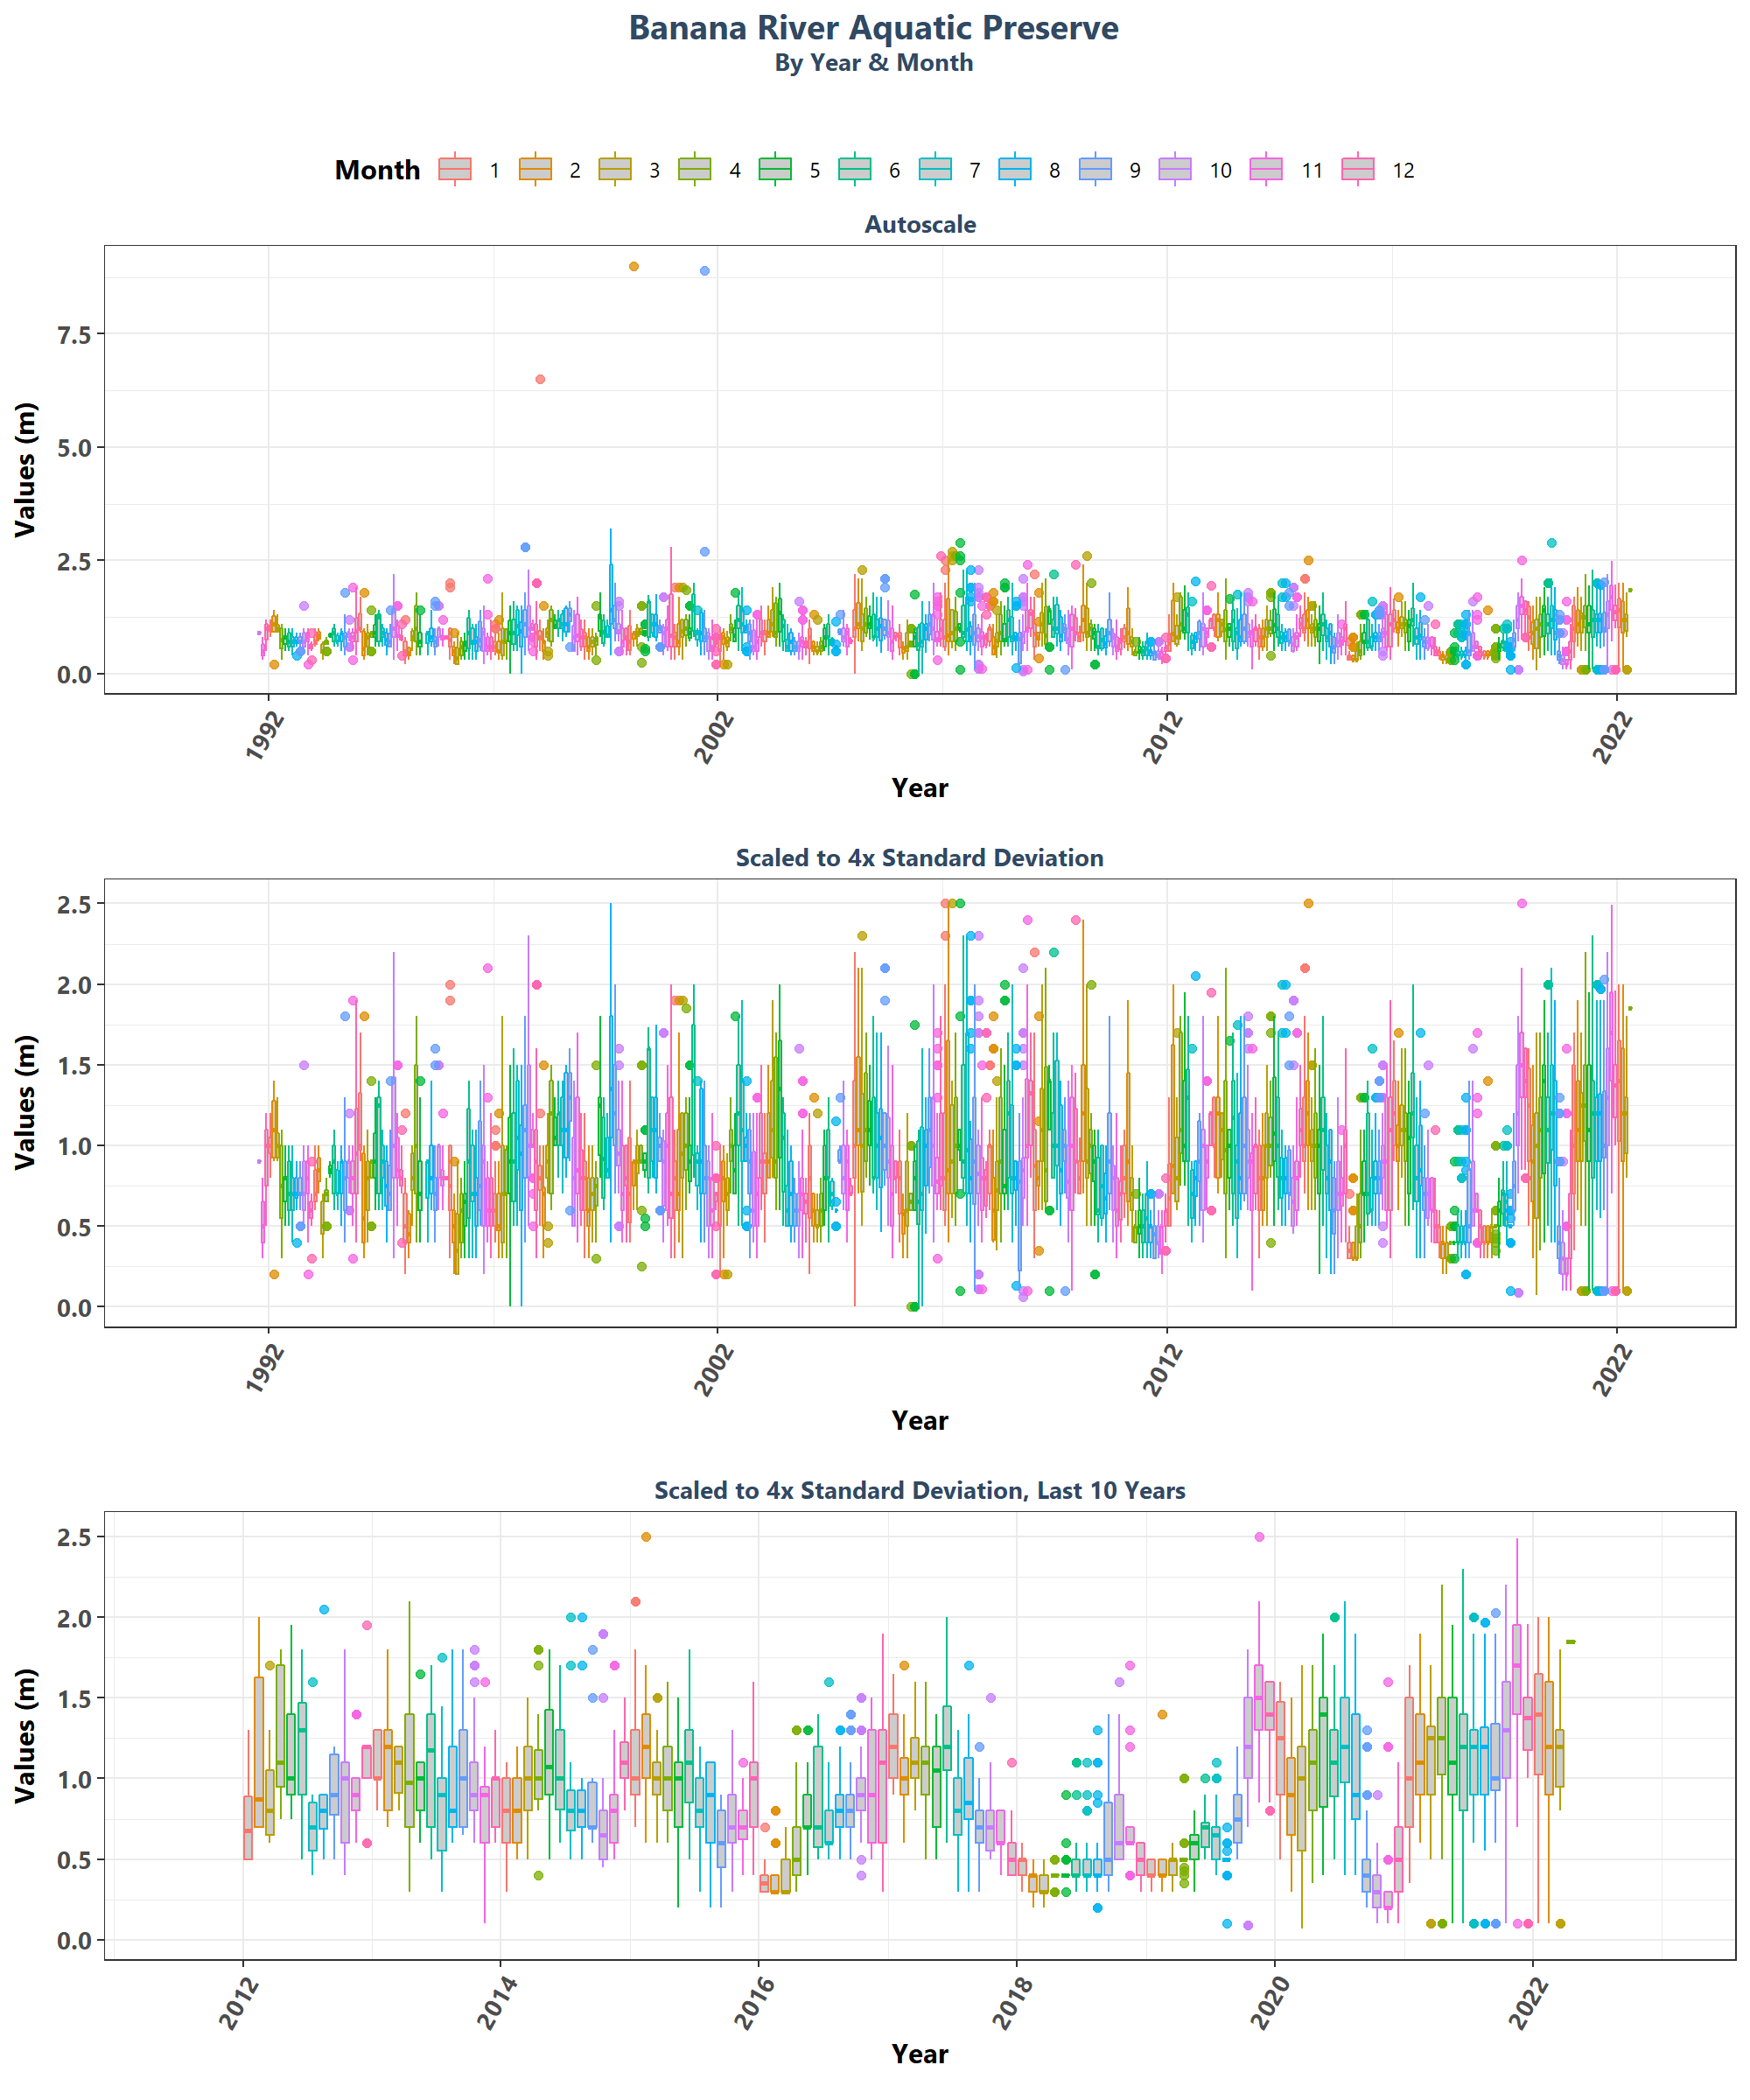 Banana River Aquatic Preserve
By Year & Month
Month 1 2 3 4 5 6 7 8 9 10 11 12
Autoscale
Values (m)
7.5
5.0
2.5
0.0
1992 2002 2012 2022
Year
Scaled to 4x Standard Deviation
Values (m)
2.5
2.0
1.5
1.0
0.5
0.0
1992 2002 2012 2022
Year
Scaled to 4x Standard Deviation, Last 10 Years
Values (m)
2.5
2.0
1.5
1.0
0.5
0.0
2012 2014 2016 2018 2020 2022
Year